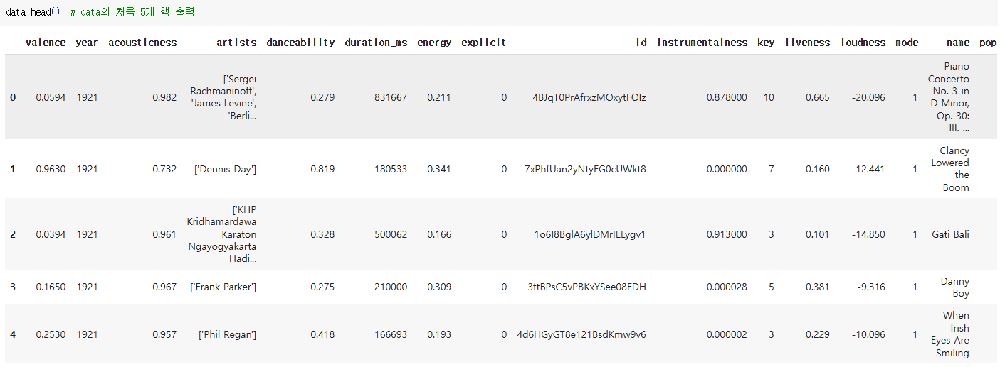 data.head()  # data의 처음 5개 행 출력
valence year acousticness artists danceability duration_ms energy explicit id instrumentalness key liveness loudness mode name pop
0 0.0594 1921 0.982 ['Sergei Rachmaninoff', 'James Levine', 'Berli... 0.279 831667 0.211 0 4BJqT0PrAfrxzMOxytFOIz 0.878000 10 0.665 -20.096 1 Piano Concerto No. 3 in D Minor, Op. 30: III. ...
1 0.9630 1921 0.732 ['Dennis Day'] 0.819 180533 0.341 0 7xPhfUan2yNtyFG0cUWkt8 0.000000 7 0.160 -12.441 1 Clancy Lowered the Boom
2 0.0394 1921 0.961 ['KHP Kridhamardawa Karaton Ngayogyakarta Hadi... 0.328 500062 0.166 0 1o6I8BglA6ylDMrIELygv1 0.913000 3 0.101 -14.850 1 Gati Bali
3 0.1650 1921 0.967 ['Frank Parker'] 0.275 210000 0.309 0 3ftBPsC5vPBKxYSee08FDH 0.000028 5 0.381 -9.316 1 Danny Boy
4 0.2530 1921 0.957 ['Phil Regan'] 0.418 166693 0.193 0 4d6HGyGT8e121BsdKmw9v6 0.000002 3 0.229 -10.096 1 When Irish Eyes Are Smiling